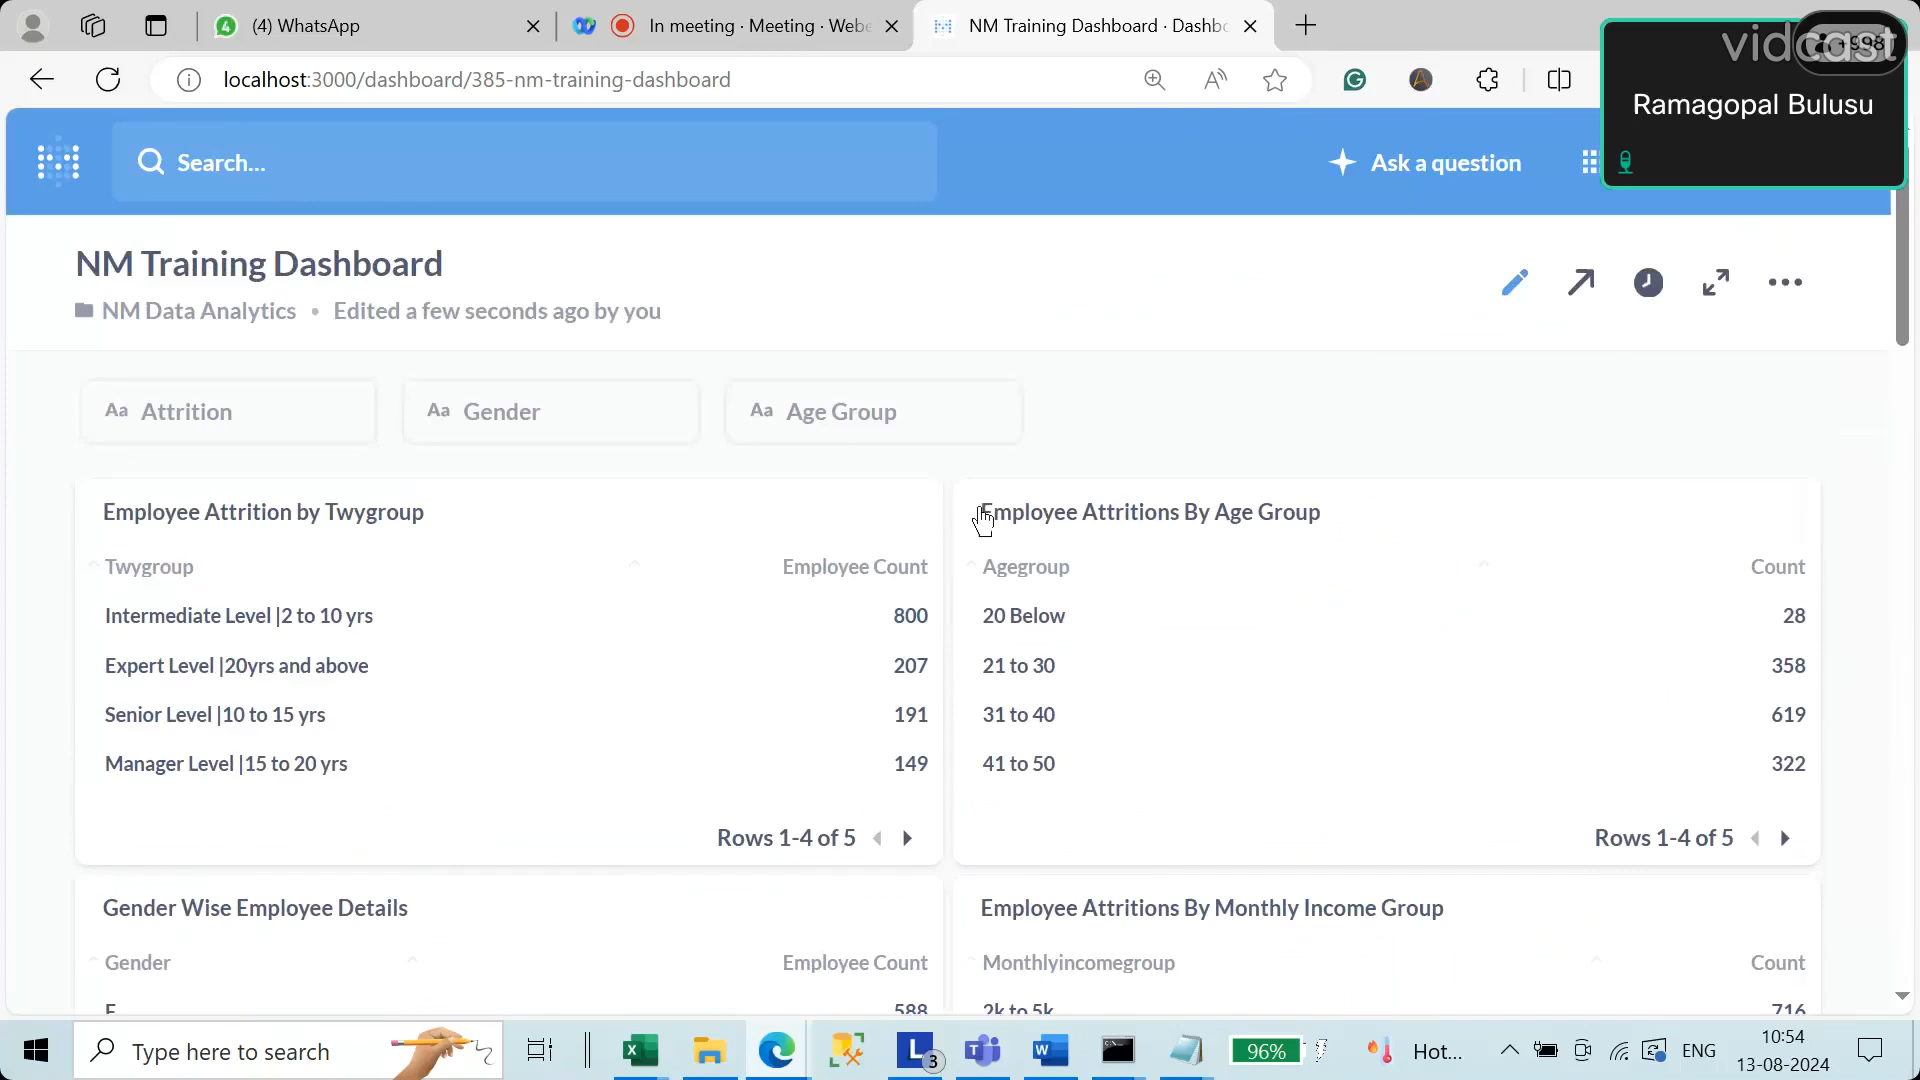 (4) WhatsApp
In meeting · Meeting · Webe
NM Training Dashboard · Dashbo
localhost:3000/dashboard/385-nm-training-dashboard
vidcast
Ramagopal Bulusu
Search...
Ask a question
NM Training Dashboard
NM Data Analytics • Edited a few seconds ago by you
Aa Attrition
Aa Gender
Aa Age Group
Employee Attrition by Twygroup
Twygroup Employee Count
Intermediate Level |2 to 10 yrs 800
Expert Level |20yrs and above 207
Senior Level |10 to 15 yrs 191
Manager Level |15 to 20 yrs 149
Rows 1-4 of 5
Employee Attritions By Age Group
Agegroup Count
20 Below 28
21 to 30 358
31 to 40 619
41 to 50 322
Rows 1-4 of 5
Gender Wise Employee Details
Gender Employee Count
F 588
Employee Attritions By Monthly Income Group
Monthlyincomegroup Count
2k to 5k 716
Type here to search
3
96%
Hot...
ENG
10:54
13-08-2024